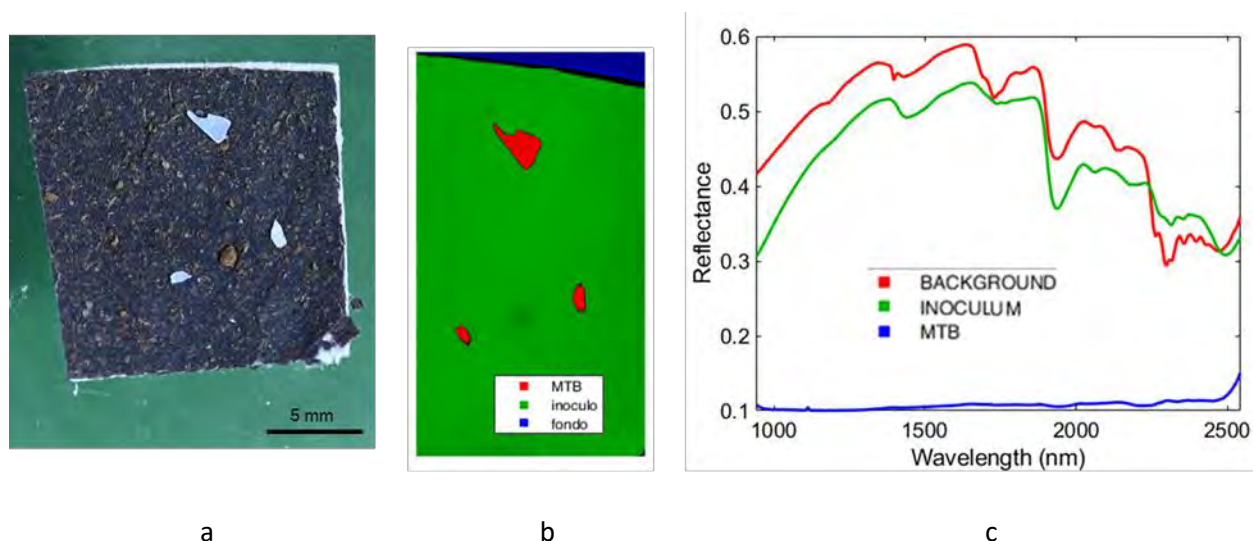 5 mm
MTB
inoculo
fondo
0.6
0.5
0.4
0.3
0.2
0.1
Reflectance
BACKGROUND
INOCULUM
MTB
1000 1500 2000 2500
Wavelength (nm)
a b c